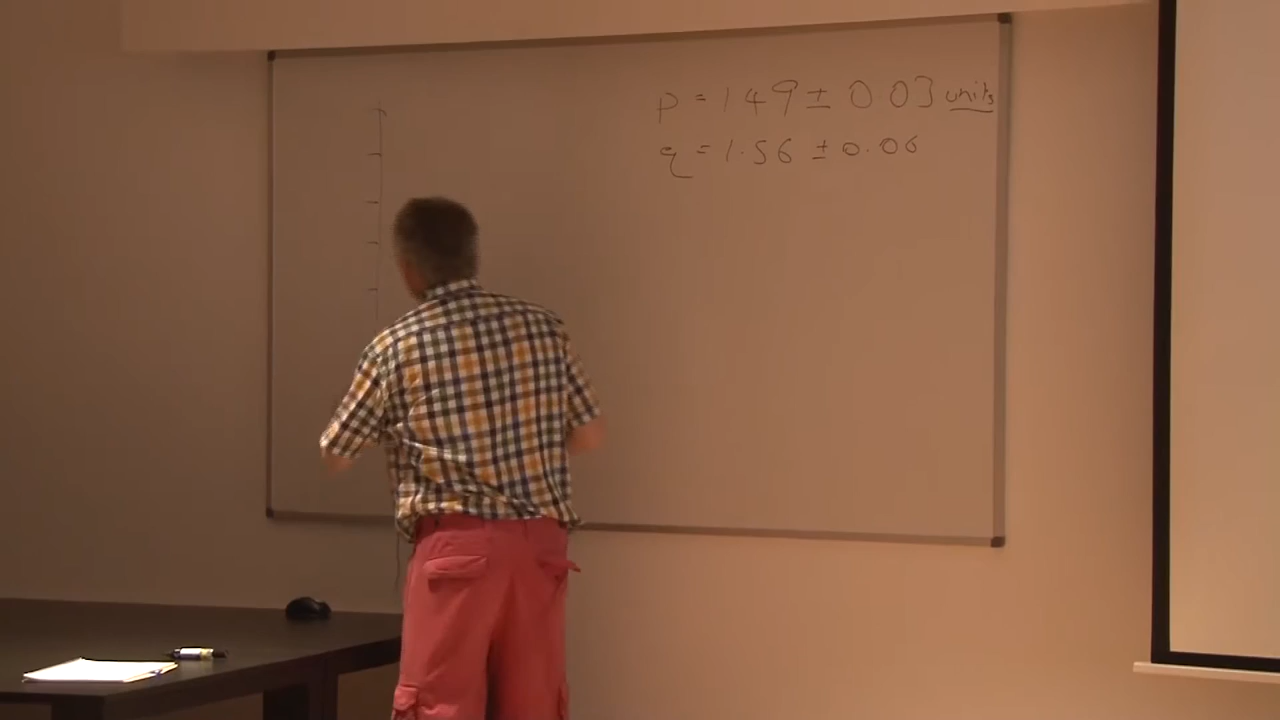 p = 1 49 ± 0.03 units
q = 1.56 ± 0.06